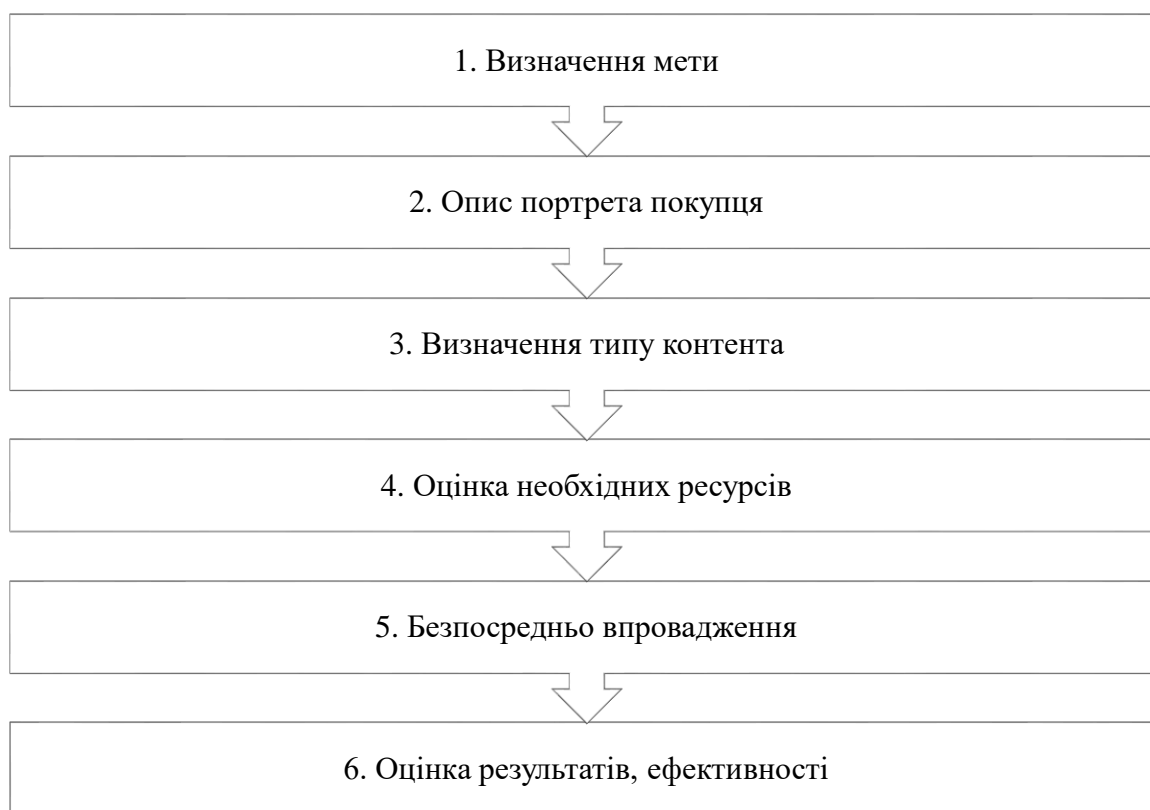 1. Визначення мети
2. Опис портрета покупця
3. Визначення типу контента
4. Оцінка необхідних ресурсів
5. Безпосредньо впровадження
6. Оцінка результатів, ефективності